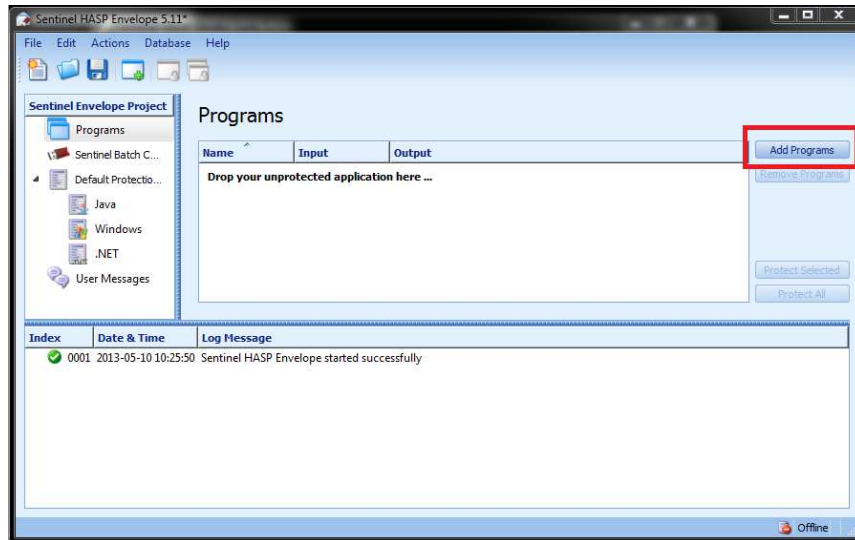 Sentinel HASP Envelope 5.11*
File Edit Actions Database Help
Sentinel Envelope Project
Programs
Sentinel Batch C...
Default Protectio...
Java
Windows
.NET
User Messages
Programs
Name Input Output
Drop your unprotected application here ...
Add Programs
Remove Programs
Protect Selected
Protect All
Index Date & Time Log Message
0001 2013-05-10 10:25:50 Sentinel HASP Envelope started successfully
Offline